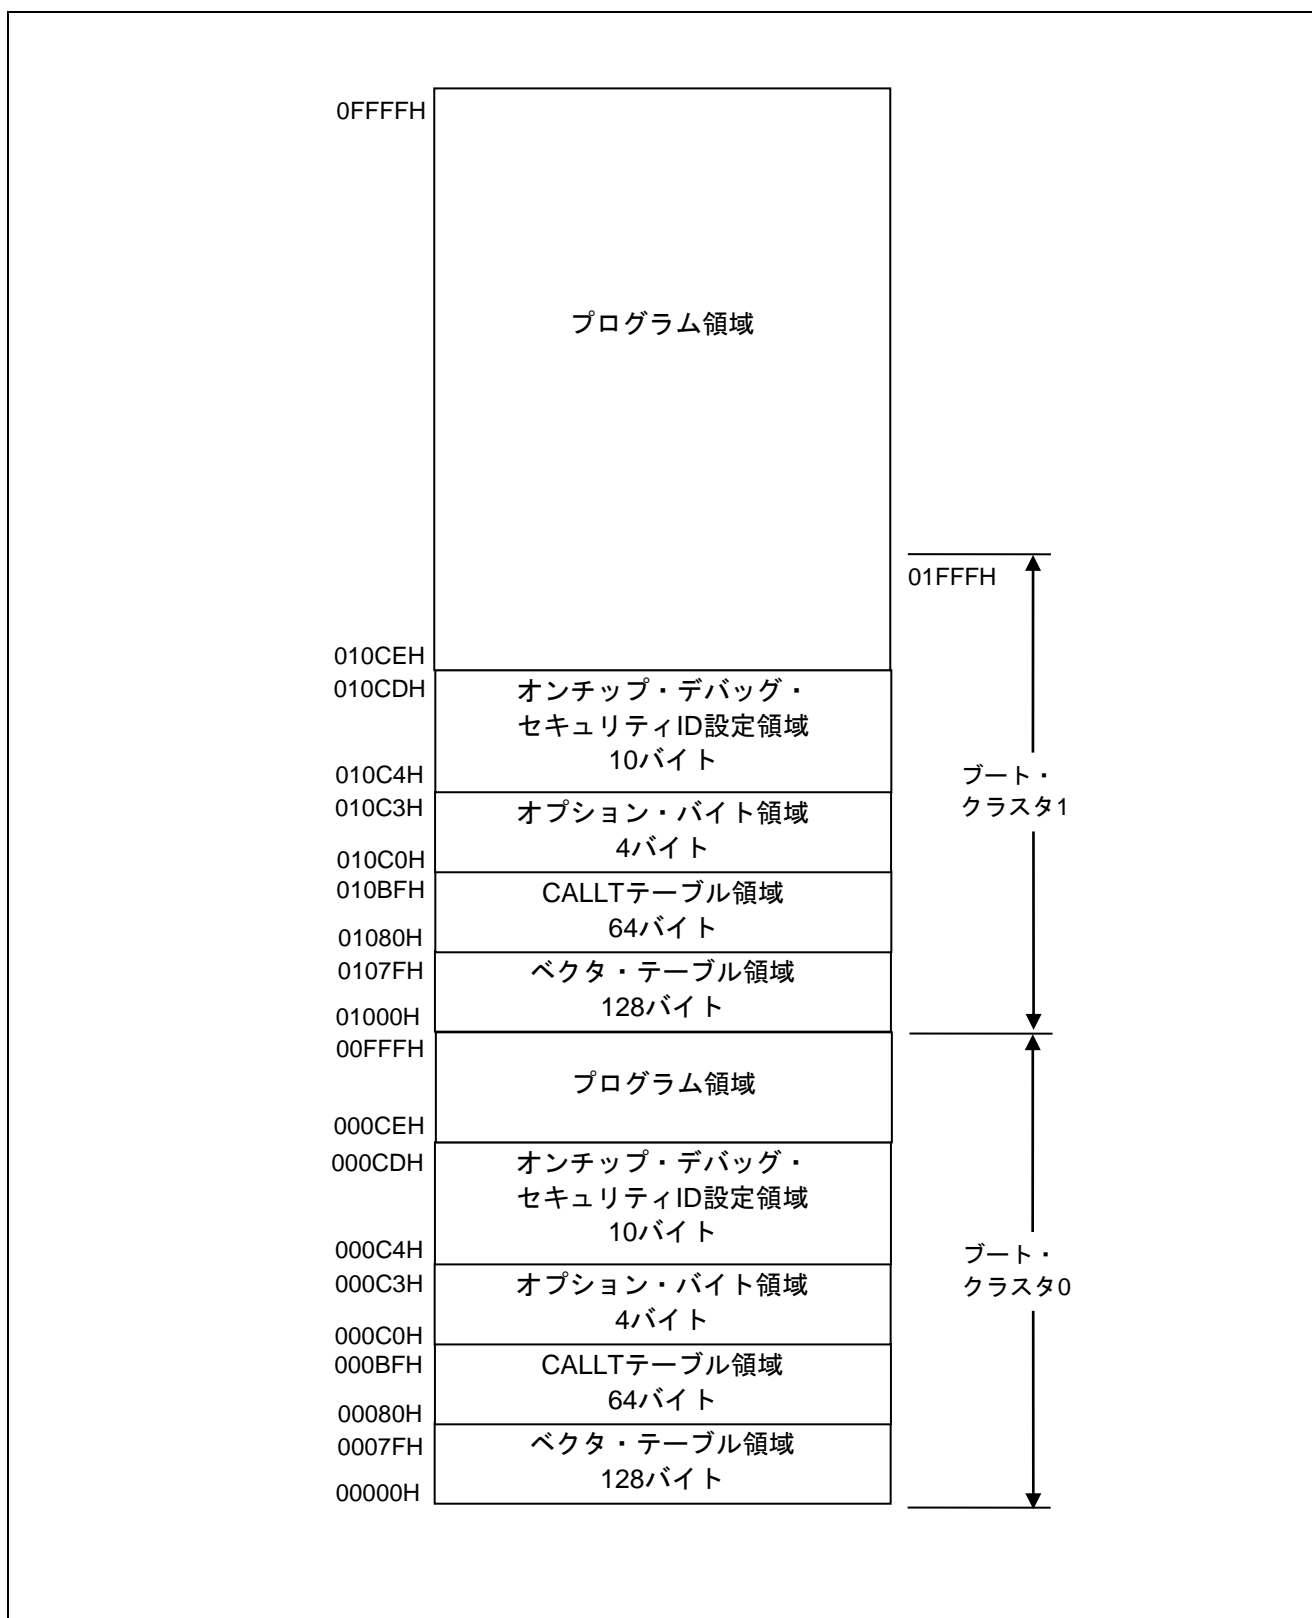 0FFFFH
プログラム領域
01FFFH
010CEH
010CDH
オンチップ・デバッグ・
セキュリティID設定領域
10バイト
010C4H
ブート・
クラスタ1
010C3H
オプション・バイト領域
4バイト
010C0H
010BFH
CALLTテーブル領域
64バイト
01080H
0107FH
ベクタ・テーブル領域
128バイト
01000H
00FFFH
プログラム領域
000CEH
000CDH
オンチップ・デバッグ・
セキュリティID設定領域
10バイト
000C4H
ブート・
クラスタ0
000C3H
オプション・バイト領域
4バイト
000C0H
000BFH
CALLTテーブル領域
64バイト
00080H
0007FH
ベクタ・テーブル領域
128バイト
00000H